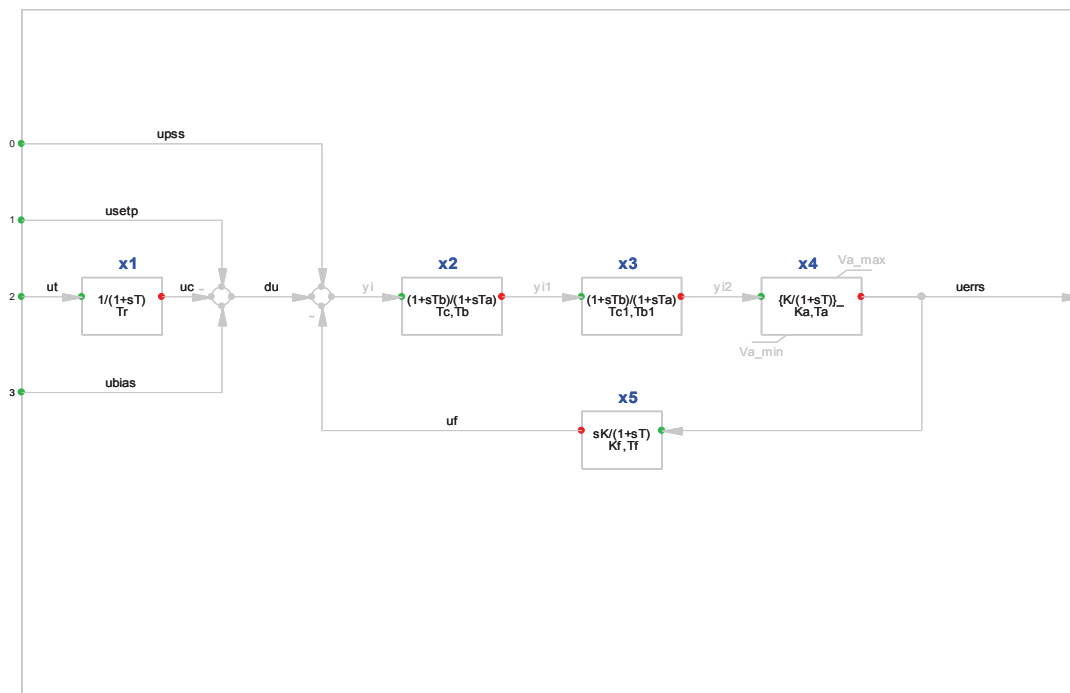 0
upss
1
usetp
x1
x2
x3
x4
Va_max
2
ut
1/(1+sT)
Tr
uc
-
du
yi
(1+sTb)/(1+sTa)
Tc,Tb
yi1
(1+sTb)/(1+sTa)
Tc1,Tb1
yi2
{K/(1+sT)}_
Ka,Ta
uerrs
-
Va_min
3
ubias
x5
uf
sK/(1+sT)
Kf,Tf